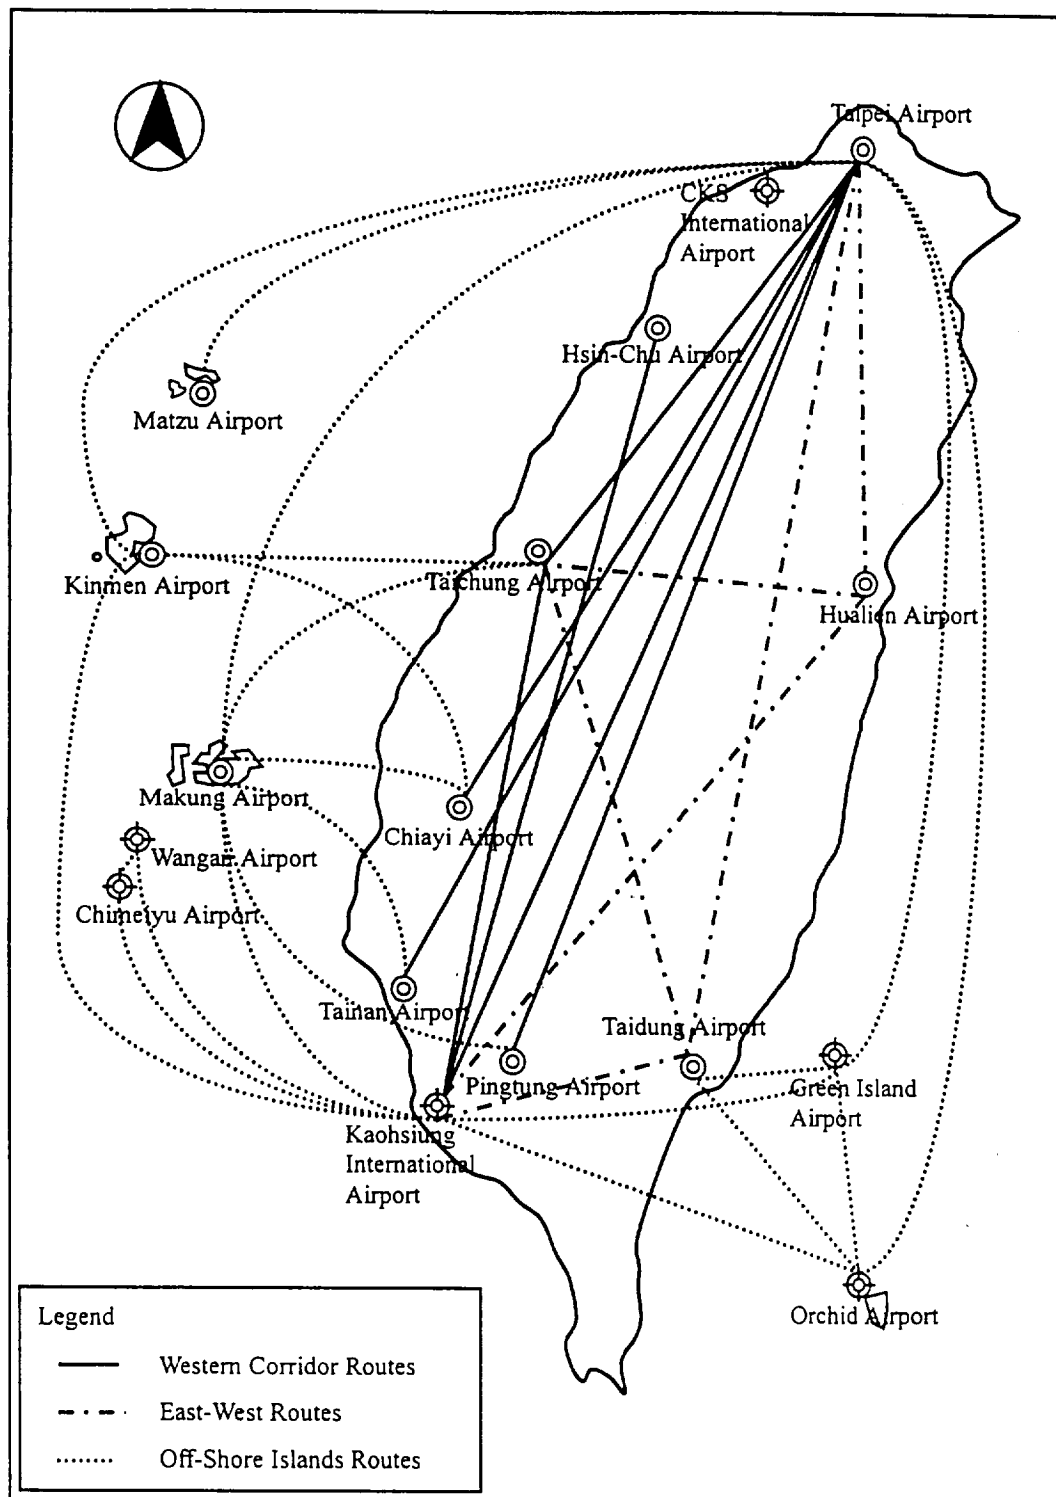 Taipei Airport
CKS
International
Airport
Hsin-Chu Airport
Matzu Airport
Kinmen Airport
Taichung Airport
Hualien Airport
Makung Airport
Chiayi Airport
Wangan Airport
Chimeiyu Airport
Tainan Airport
Taidung Airport
Pingtung Airport
Green Island
Airport
Kaohsiung
International
Airport
Orchid Airport
Legend
Western Corridor Routes
East-West Routes
Off-Shore Islands Routes